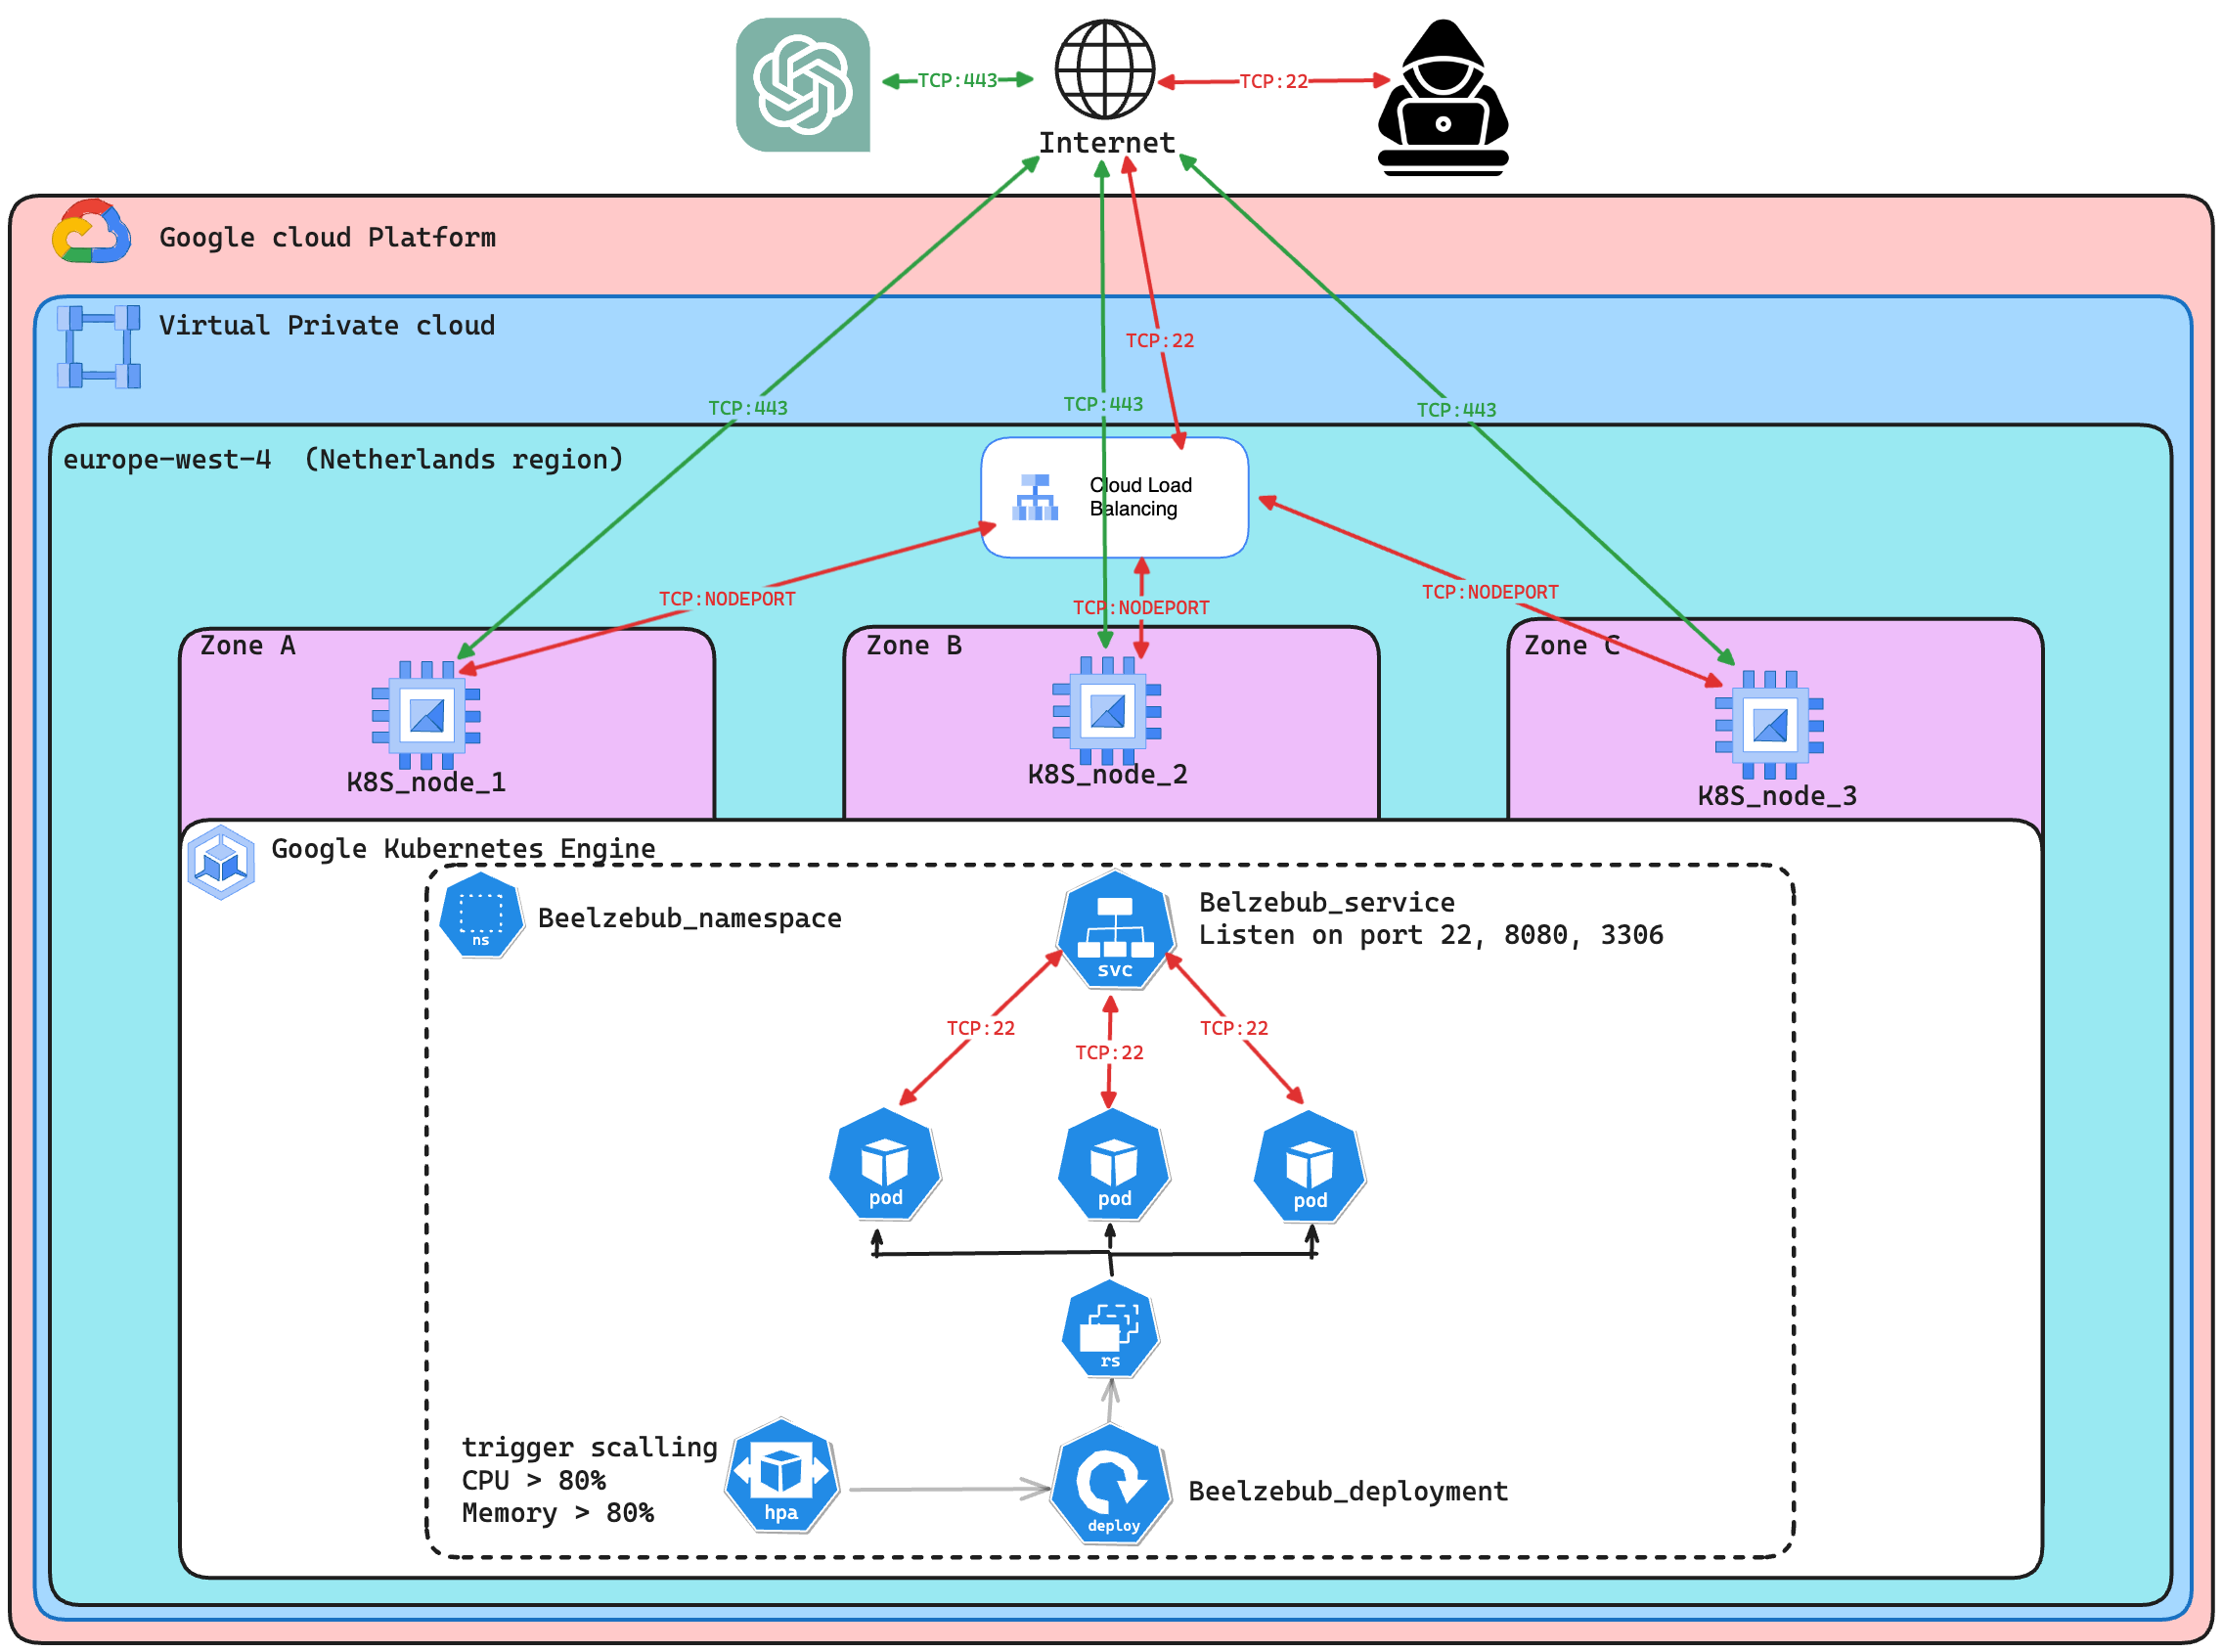 TCP:443
TCP:22
Internet
Google cloud Platform
Virtual Private cloud
TCP:22
TCP:443
TCP:443
TCP:443
europe-west-4  (Netherlands region)
Cloud Load
Balancing
TCP:NODEPORT
TCP:NODEPORT
TCP:NODEPORT
Zone A
Zone B
Zone C
K8S_node_1
K8S_node_2
K8S_node_3
Google Kubernetes Engine
ns
Beelzebub_namespace
svc
Belzebub_service
Listen on port 22, 8080, 3306
TCP:22
TCP:22
TCP:22
pod
pod
pod
rs
trigger scalling
CPU > 80%
Memory > 80%
hpa
deploy
Beelzebub_deployment